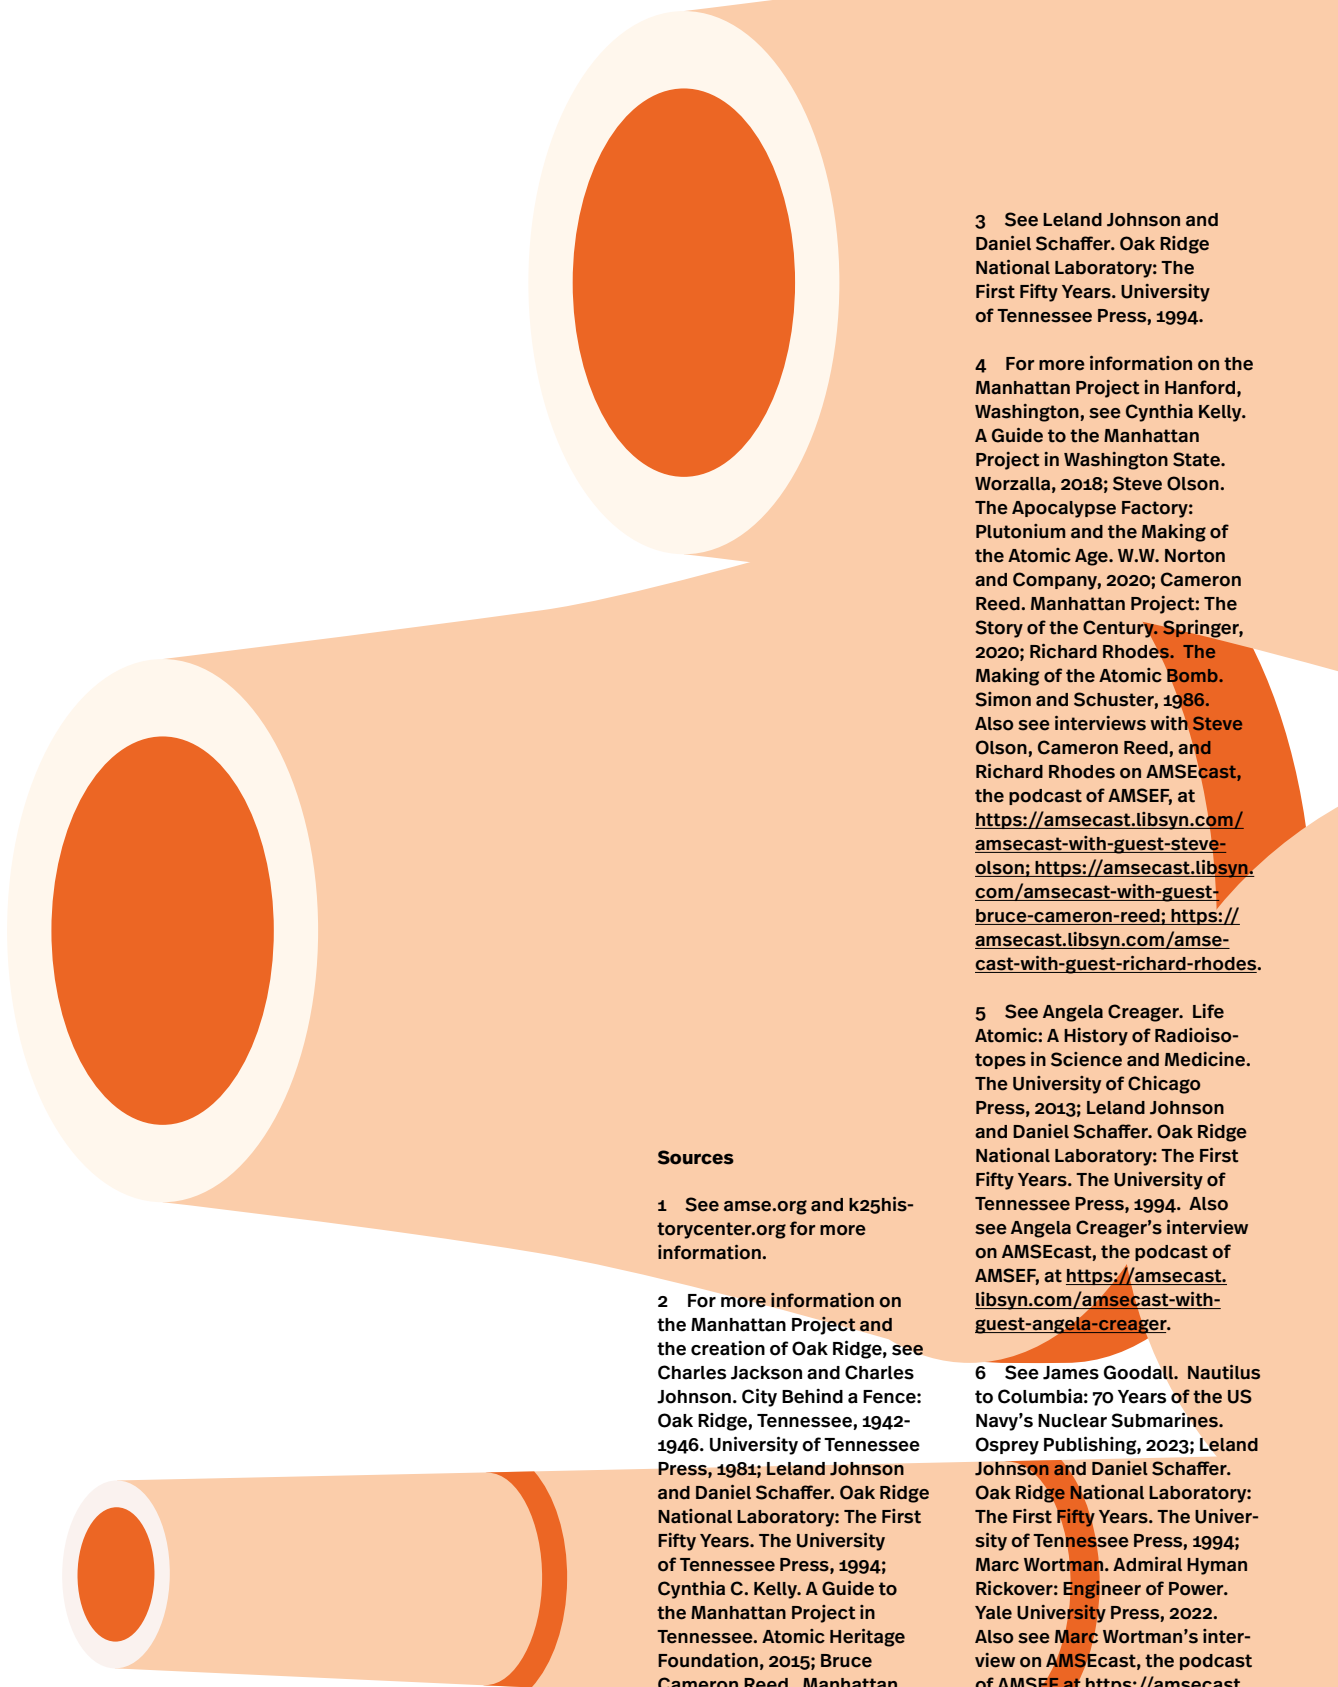 Sources
1 See amse.org and k25his-
torycenter.org for more
information.
2 For more information on
the Manhattan Project and
the creation of Oak Ridge, see
Charles Jackson and Charles
Johnson. City Behind a Fence:
Oak Ridge, Tennessee, 1942-
1946. University of Tennessee
Press, 1981; Leland Johnson
and Daniel Schaffer. Oak Ridge
National Laboratory: The First
Fifty Years. The University
of Tennessee Press, 1994;
Cynthia C. Kelly. A Guide to
the Manhattan Project in
Tennessee. Atomic Heritage
Foundation, 2015; Bruce
Cameron Reed. Manhattan
3 See Leland Johnson and
Daniel Schaffer. Oak Ridge
National Laboratory: The
First Fifty Years. University
of Tennessee Press, 1994.
4 For more information on the
Manhattan Project in Hanford,
Washington, see Cynthia Kelly.
A Guide to the Manhattan
Project in Washington State.
Worzalla, 2018; Steve Olson.
The Apocalypse Factory:
Plutonium and the Making of
the Atomic Age. W.W. Norton
and Company, 2020; Cameron
Reed. Manhattan Project: The
Story of the Century. Springer,
2020; Richard Rhodes. The
Making of the Atomic Bomb.
Simon and Schuster, 1986.
Also see interviews with Steve
Olson, Cameron Reed, and
Richard Rhodes on AMSEcast,
the podcast of AMSEF, at
https://amsecast.libsyn.com/
amsecast-with-guest-steve-
olson; https://amsecast.libsyn.
com/amsecast-with-guest-
bruce-cameron-reed; https://
amsecast.libsyn.com/amse-
cast-with-guest-richard-rhodes.
5 See Angela Creager. Life
Atomic: A History of Radioiso-
topes in Science and Medicine.
The University of Chicago
Press, 2013; Leland Johnson
and Daniel Schaffer. Oak Ridge
National Laboratory: The First
Fifty Years. The University of
Tennessee Press, 1994. Also
see Angela Creager's interview
on AMSEcast, the podcast of
AMSEF, at https://amsecast.
libsyn.com/amsecast-with-
guest-angela-creager.
6 See James Goodall. Nautilus
to Columbia: 70 Years of the US
Navy's Nuclear Submarines.
Osprey Publishing, 2023; Leland
Johnson and Daniel Schaffer.
Oak Ridge National Laboratory:
The First Fifty Years. The Univer-
sity of Tennessee Press, 1994;
Marc Wortman. Admiral Hyman
Rickover: Engineer of Power.
Yale University Press, 2022.
Also see Marc Wortman's inter-
view on AMSEcast, the podcast
of AMSEF at https://amsecast.